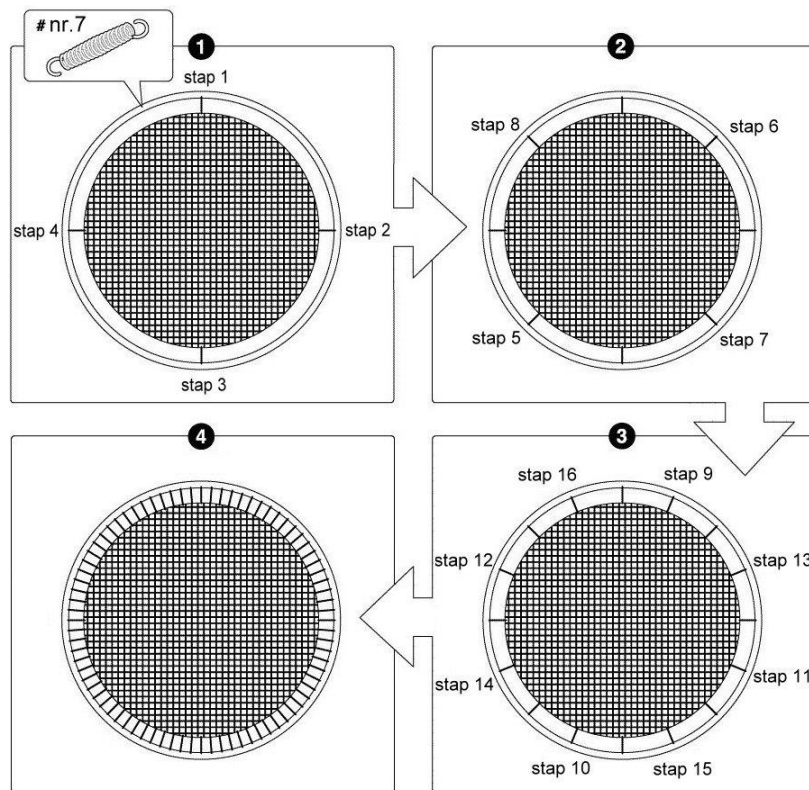 # nr.7
1
stap 1
stap 4
stap 2
stap 3
2
stap 8
stap 6
stap 5
stap 7
4
3
stap 16
stap 9
stap 12
stap 13
stap 14
stap 11
stap 10
stap 15